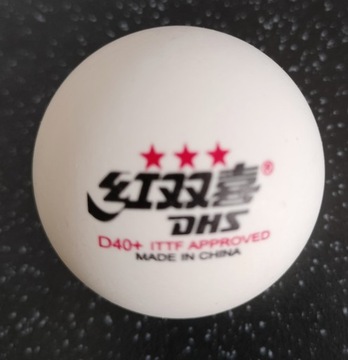 ★★★
红双喜®
DHS
D40+ ITTF APPROVED
MADE IN CHINA